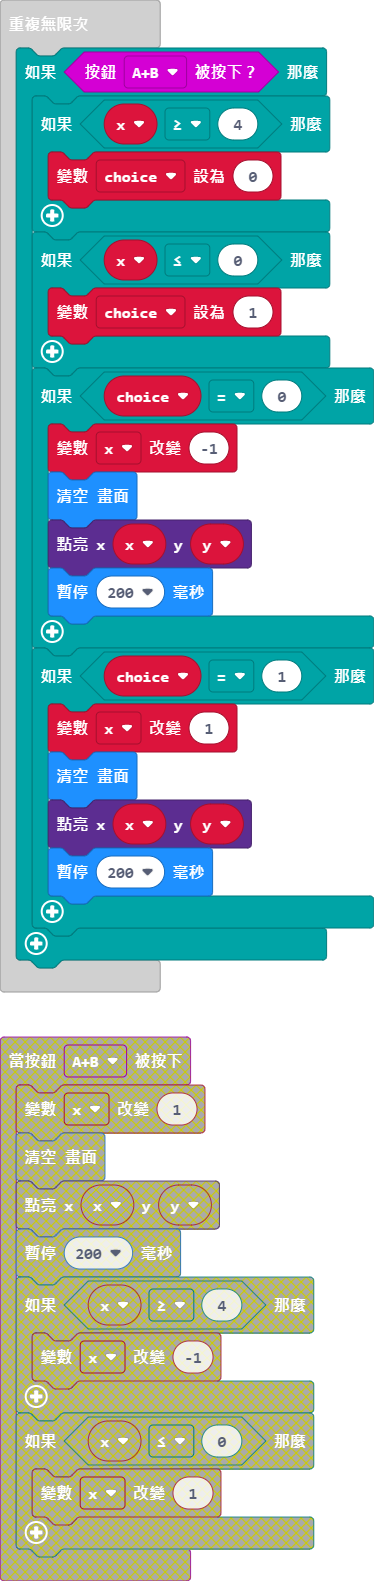 重複無限次
如果 按鈕 A+B 被按下？ 那麼
如果 x ≥ 4 那麼
變數 choice 設為 0
如果 x ≤ 0 那麼
變數 choice 設為 1
如果 choice = 0 那麼
變數 x 改變 -1
清空 畫面
點亮 x x y y
暫停 200 毫秒
如果 choice = 1 那麼
變數 x 改變 1
清空 畫面
點亮 x x y y
暫停 200 毫秒
當按鈕 A+B 被按下
變數 x 改變 1
清空 畫面
點亮 x x y y
暫停 200 毫秒
如果 x ≥ 4 那麼
變數 x 改變 -1
如果 x ≤ 0 那麼
變數 x 改變 1